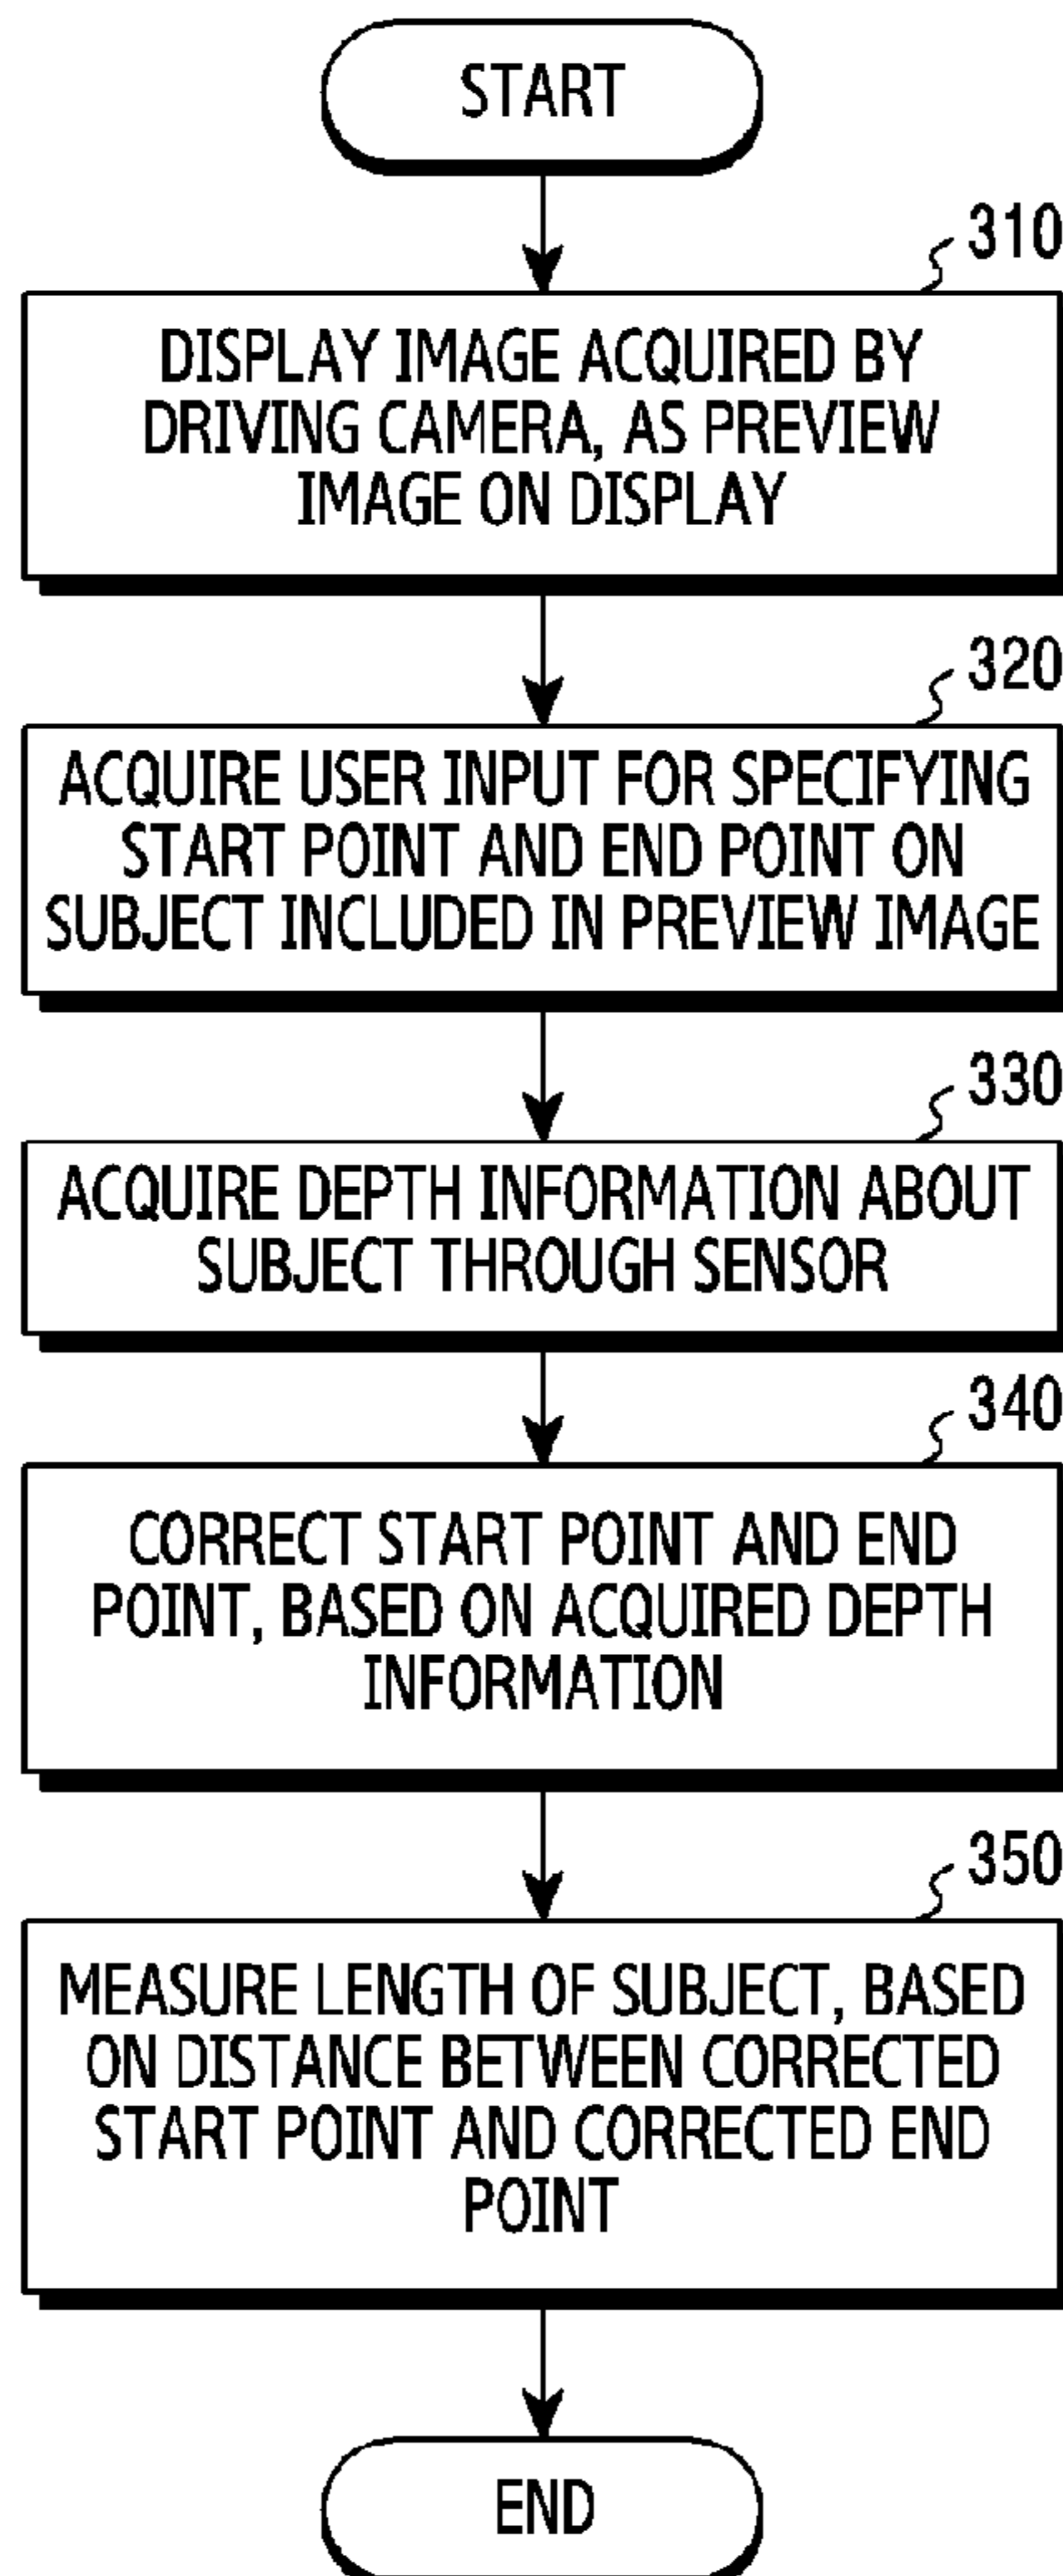 START
310
DISPLAY IMAGE ACQUIRED BY
DRIVING CAMERA, AS PREVIEW
IMAGE ON DISPLAY
320
ACQUIRE USER INPUT FOR SPECIFYING
START POINT AND END POINT ON
SUBJECT INCLUDED IN PREVIEW IMAGE
330
ACQUIRE DEPTH INFORMATION ABOUT
SUBJECT THROUGH SENSOR
340
CORRECT START POINT AND END
POINT, BASED ON ACQUIRED DEPTH
INFORMATION
350
MEASURE LENGTH OF SUBJECT, BASED
ON DISTANCE BETWEEN CORRECTED
START POINT AND CORRECTED END
POINT
END